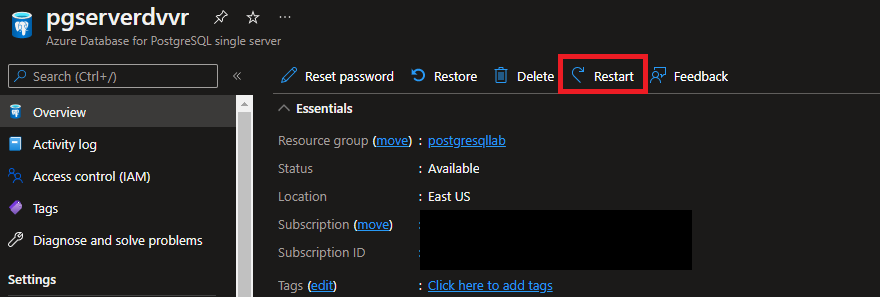 pgserverdvvr ...
Azure Database for PostgreSQL single server
Search (Ctrl+/) «
Overview
Activity log
Access control (IAM)
Tags
Diagnose and solve problems
Settings
Reset password Restore Delete Restart Feedback
Essentials
Resource group (move) : postgresqllab
Status : Available
Location : East US
Subscription (move) :
Subscription ID :
Tags (edit) : Click here to add tags